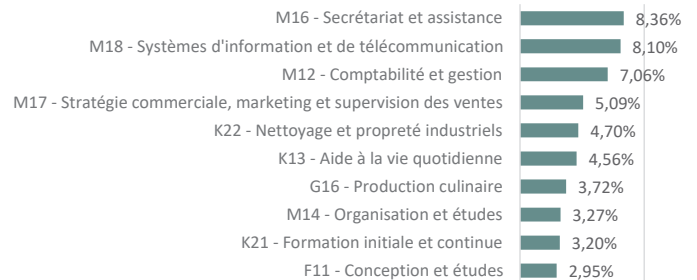 M16 - Secrétariat et assistance 8,36%
M18 - Systèmes d'information et de télécommunication 8,10%
M12 - Comptabilité et gestion 7,06%
M17 - Stratégie commerciale, marketing et supervision des ventes 5,09%
K22 - Nettoyage et propreté industriels 4,70%
K13 - Aide à la vie quotidienne 4,56%
G16 - Production culinaire 3,72%
M14 - Organisation et études 3,27%
K21 - Formation initiale et continue 3,20%
F11 - Conception et études 2,95%